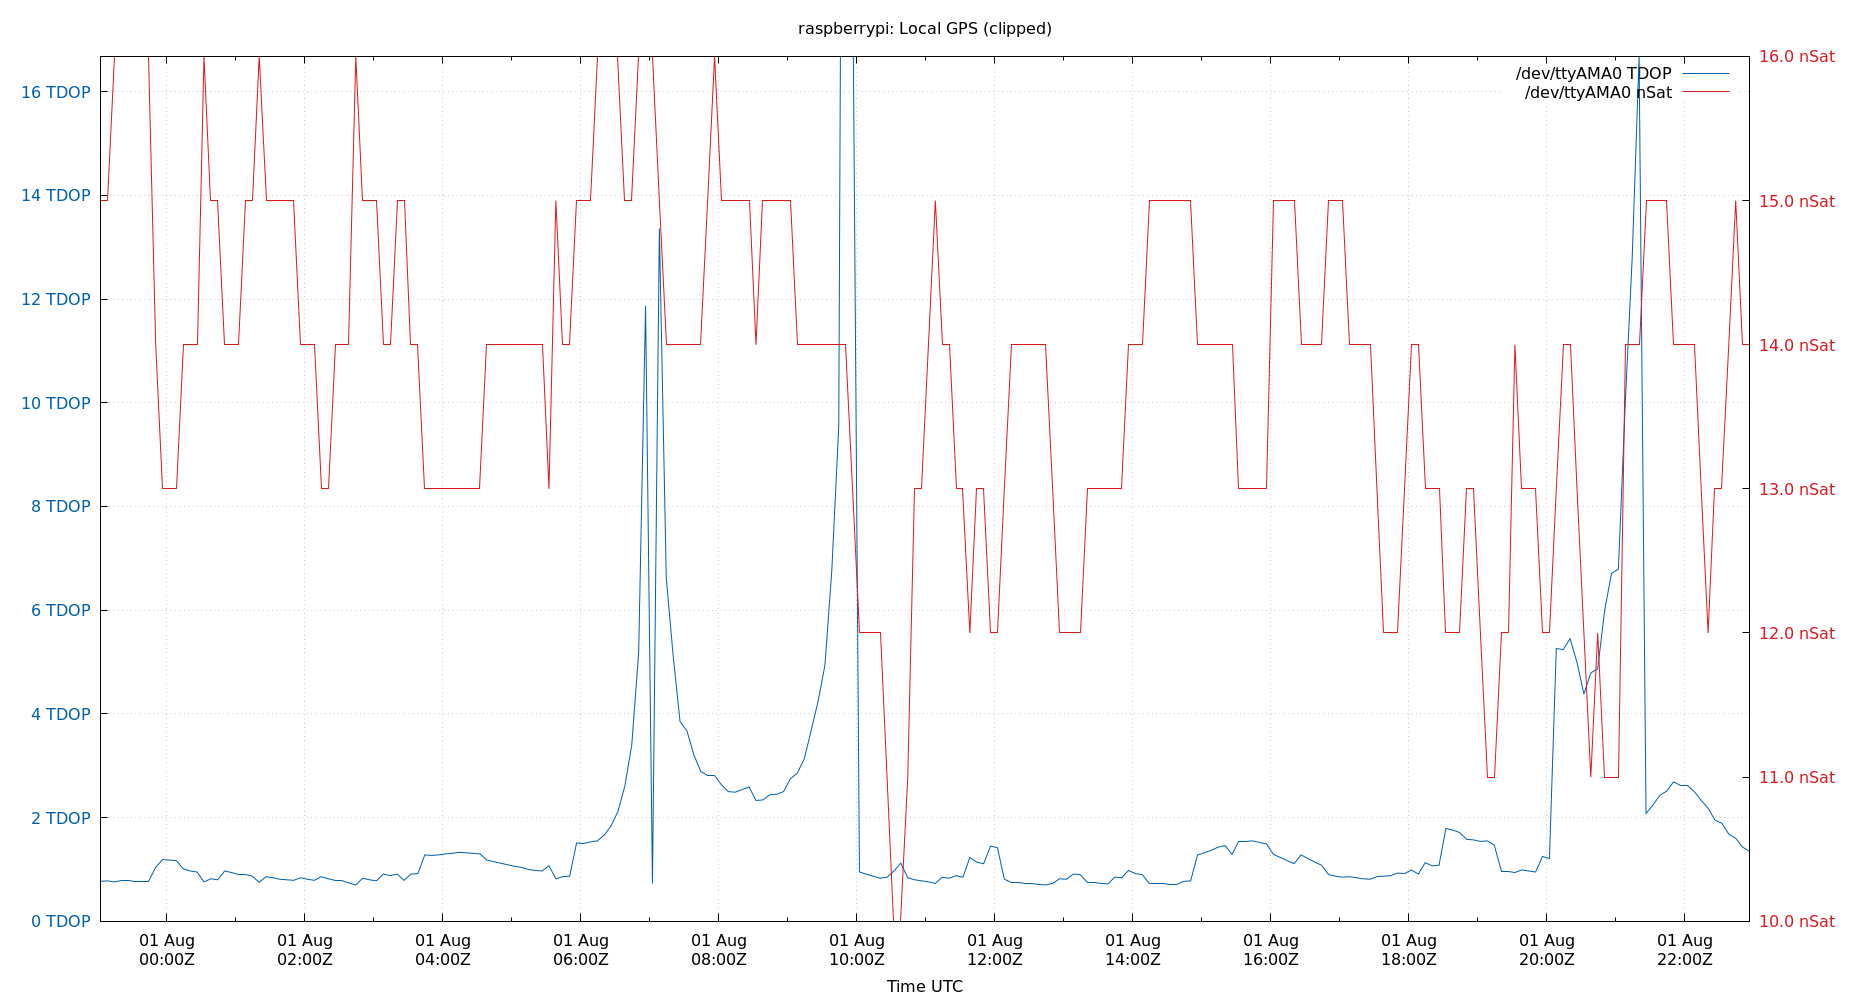 raspberrypi: Local GPS (clipped)
16.0 nSat
/dev/ttyAMA0 TDOP
/dev/ttyAMA0 nSat
16 TDOP
14 TDOP
15.0 nSat
12 TDOP
14.0 nSat
10 TDOP
13.0 nSat
8 TDOP
6 TDOP
12.0 nSat
4 TDOP
11.0 nSat
2 TDOP
0 TDOP
10.0 nSat
01 Aug 01 Aug 01 Aug 01 Aug 01 Aug 01 Aug 01 Aug 01 Aug 01 Aug 01 Aug 01 Aug 01 Aug
00:00Z 02:00Z 04:00Z 06:00Z 08:00Z 10:00Z 12:00Z 14:00Z 16:00Z 18:00Z 20:00Z 22:00Z
Time UTC